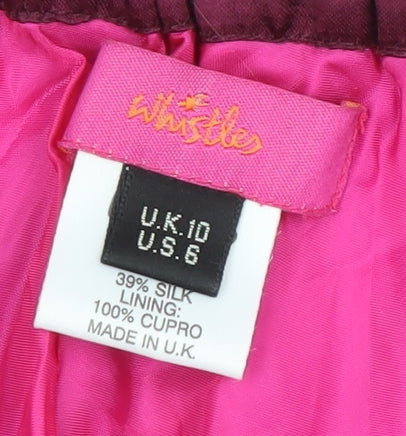 Whistles
U.K.10
U.S.6
39% SILK
LINING:
100% CUPRO
MADE IN U.K.